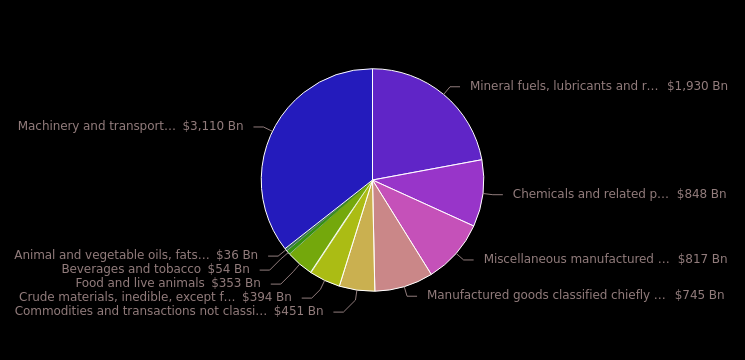 Mineral fuels, lubricants and r... $1,930 Bn
Machinery and transport... $3,110 Bn
Chemicals and related p... $848 Bn
Animal and vegetable oils, fats... $36 Bn
Miscellaneous manufactured ... $817 Bn
Beverages and tobacco $54 Bn
Food and live animals $353 Bn
Crude materials, inedible, except f... $394 Bn
Manufactured goods classified chiefly ... $745 Bn
Commodities and transactions not classi... $451 Bn